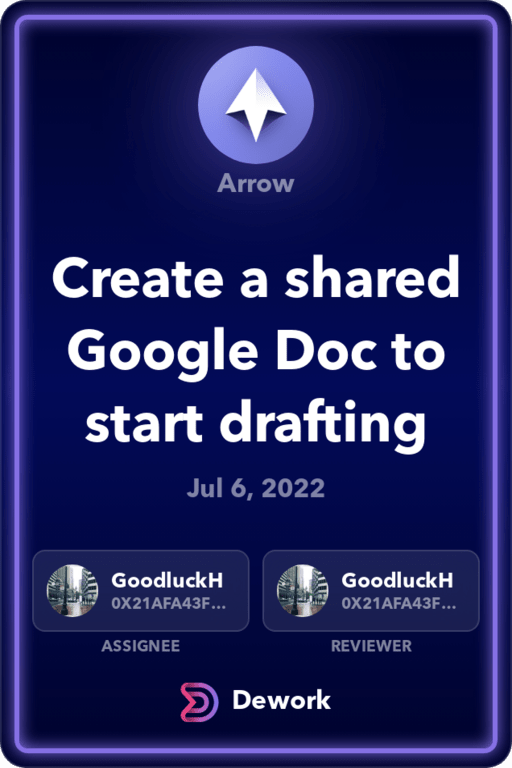 Arrow
Create a shared
Google Doc to
start drafting
Jul 6, 2022
GoodluckH
0X21AFA43F...
ASSIGNEE
GoodluckH
0X21AFA43F...
REVIEWER
Dework